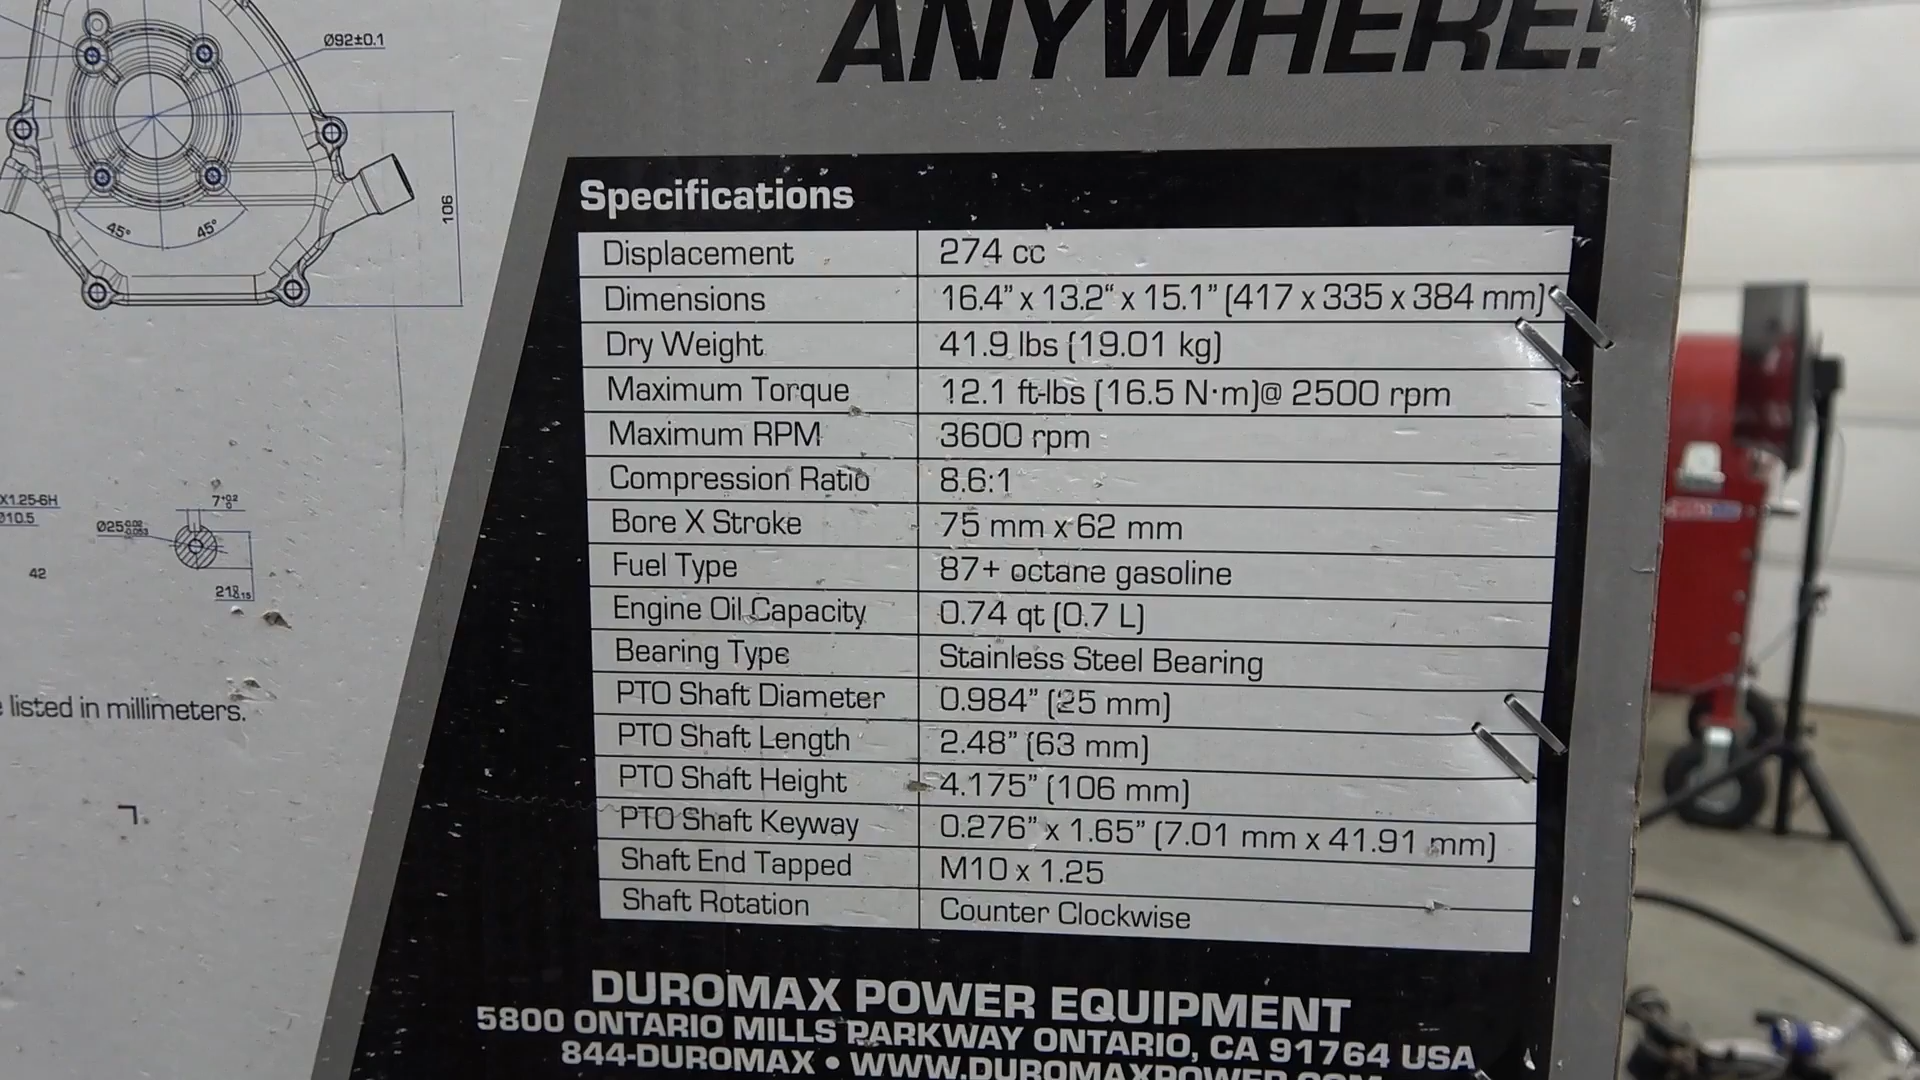 ANYWHERE!
Ø92±0.1
106
45° 45°
Specifications
Displacement 274 cc
Dimensions 16.4” x 13.2“ x 15.1” (417 x 335 x 384 mm)
Dry Weight 41.9 lbs (19.01 kg)
Maximum Torque 12.1 ft-lbs (16.5 N·m)@ 2500 rpm
Maximum RPM 3600 rpm
Compression Ratio 8.6:1
Bore X Stroke 75 mm x 62 mm
Fuel Type 87+ octane gasoline
Engine Oil Capacity 0.74 qt (0.7 L)
Bearing Type Stainless Steel Bearing
PTO Shaft Diameter 0.984” (25 mm)
PTO Shaft Length 2.48” (63 mm)
PTO Shaft Height 4.175” (106 mm)
PTO Shaft Keyway 0.276” x 1.65” (7.01 mm x 41.91 mm)
Shaft End Tapped M10 x 1.25
Shaft Rotation Counter Clockwise
X1.25-6H
Ø10.5
42
listed in millimeters.
DUROMAX POWER EQUIPMENT
5800 ONTARIO MILLS PARKWAY ONTARIO, CA 91764 USA
844-DUROMAX • WWW.DUROMAXPOWER.COM